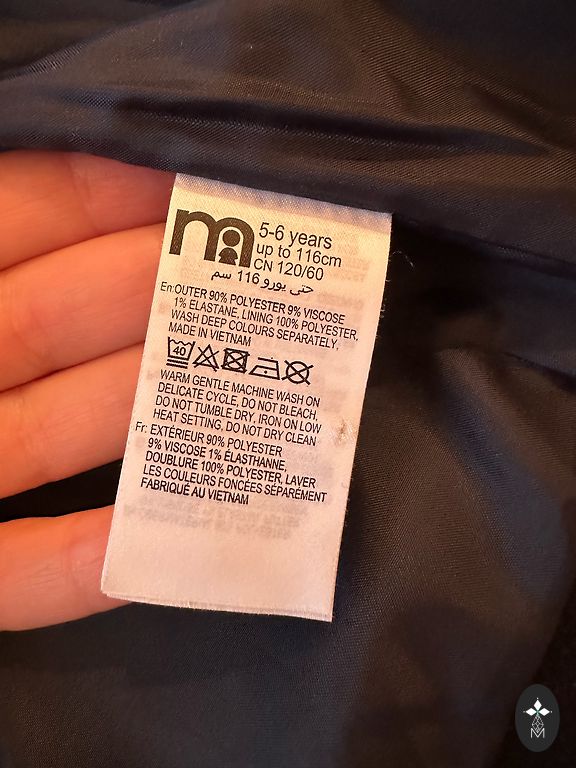 m
5-6 years
up to 116cm
CN 120/60
حتى يورو 116 سم
En:OUTER 90% POLYESTER 9% VISCOSE
1% ELASTANE, LINING 100% POLYESTER,
WASH DEEP COLOURS SEPARATELY,
MADE IN VIETNAM
40
WARM GENTLE MACHINE WASH ON
DELICATE CYCLE, DO NOT BLEACH,
DO NOT TUMBLE DRY, IRON ON LOW
HEAT SETTING, DO NOT DRY CLEAN
Fr: EXTÉRIEUR 90% POLYESTER
9% VISCOSE 1% ÉLASTHANNE,
DOUBLURE 100% POLYESTER, LAVER
LES COULEURS FONCÉES SÉPARÉMENT
FABRIQUÉ AU VIETNAM
M